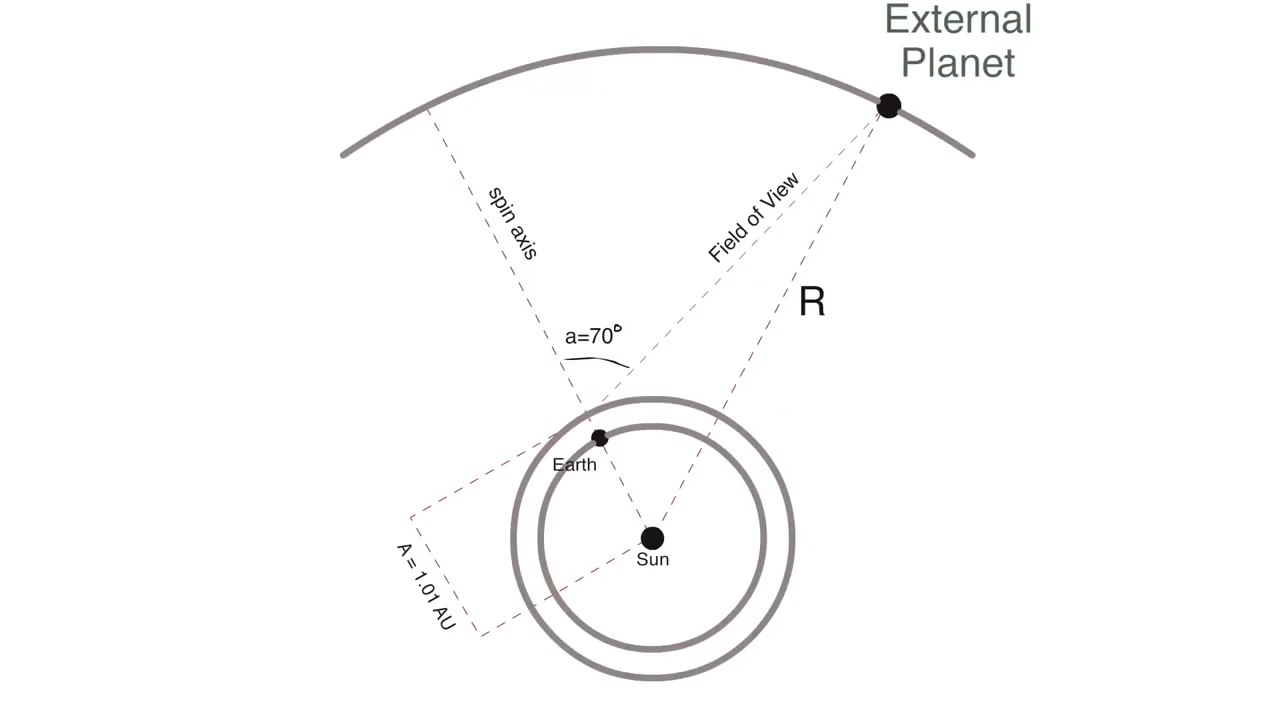 External
Planet
spin axis
Field of View
R
a=70°
Earth
A = 1.01 AU
Sun